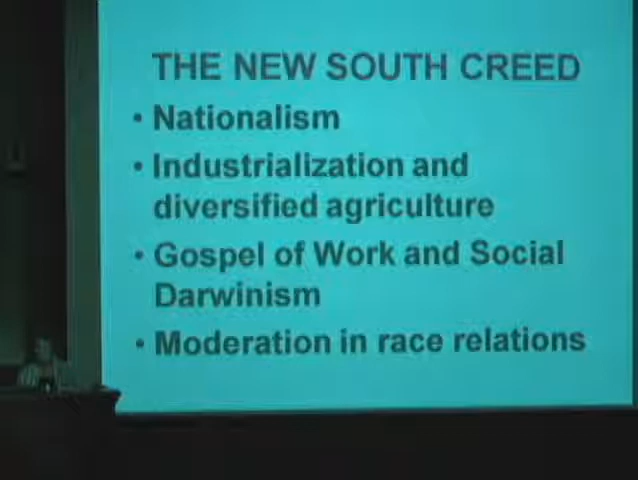 THE NEW SOUTH CREED
• Nationalism
• Industrialization and
diversified agriculture
• Gospel of Work and Social
Darwinism
• Moderation in race relations